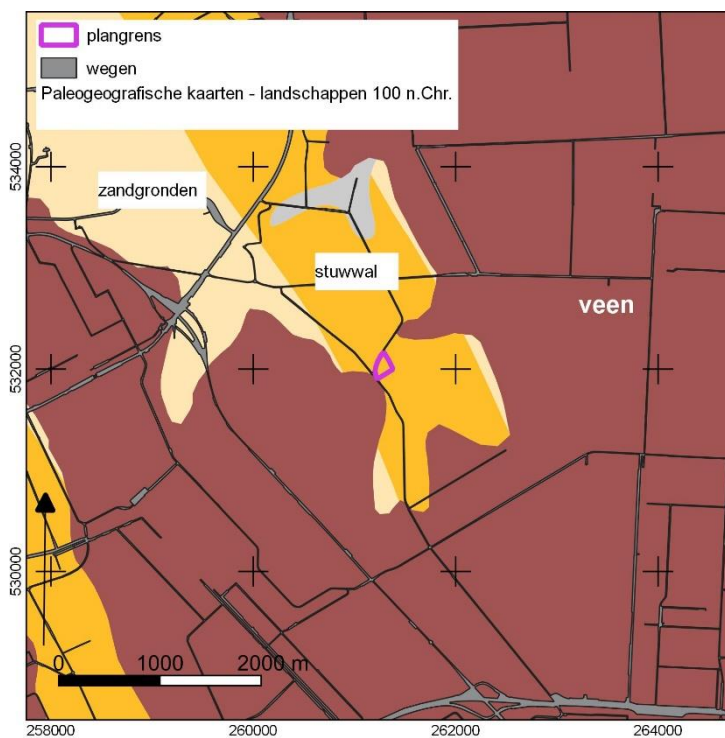 plangrens
wegen
Paleogeografische kaarten - landschappen 100 n.Chr.
534000
zandgronden
stuwwal
veen
532000
530000
0 1000 2000 m
258000 260000 262000 264000